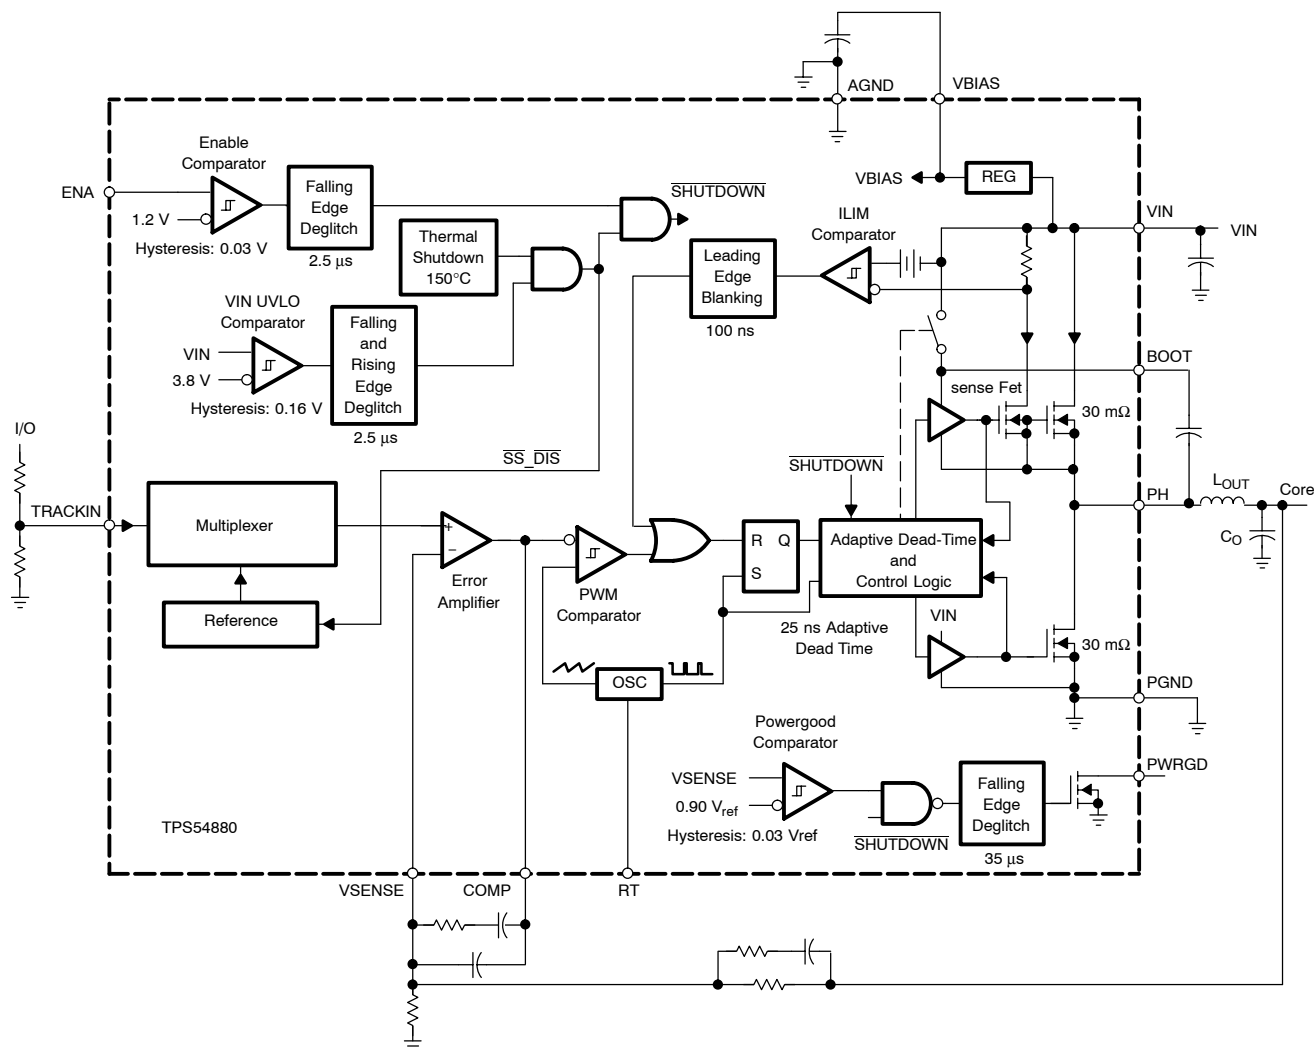 AGND
VBIAS
Enable
Comparator
ENA
1.2 V
Hysteresis: 0.03 V
Falling
Edge
Deglitch
2.5 μs
SHUTDOWN
Thermal
Shutdown
150°C
VBIAS
REG
ILIM
Comparator
VIN
VIN
Leading
Edge
Blanking
100 ns
VIN UVLO
Comparator
VIN
3.8 V
Hysteresis: 0.16 V
Falling
and
Rising
Edge
Deglitch
2.5 μs
BOOT
sense Fet
30 mΩ
I/O
SS_DIS
SHUTDOWN
TRACKIN
Multiplexer
Reference
+
−
Error
Amplifier
PWM
Comparator
R Q
S
Adaptive Dead-Time
and
Control Logic
25 ns Adaptive
Dead Time
PH
LOUT
Core
CO
VIN
30 mΩ
OSC
PGND
Powergood
Comparator
VSENSE
0.90 Vref
Hysteresis: 0.03 Vref
SHUTDOWN
Falling
Edge
Deglitch
35 μs
PWRGD
TPS54880
VSENSE
COMP
RT